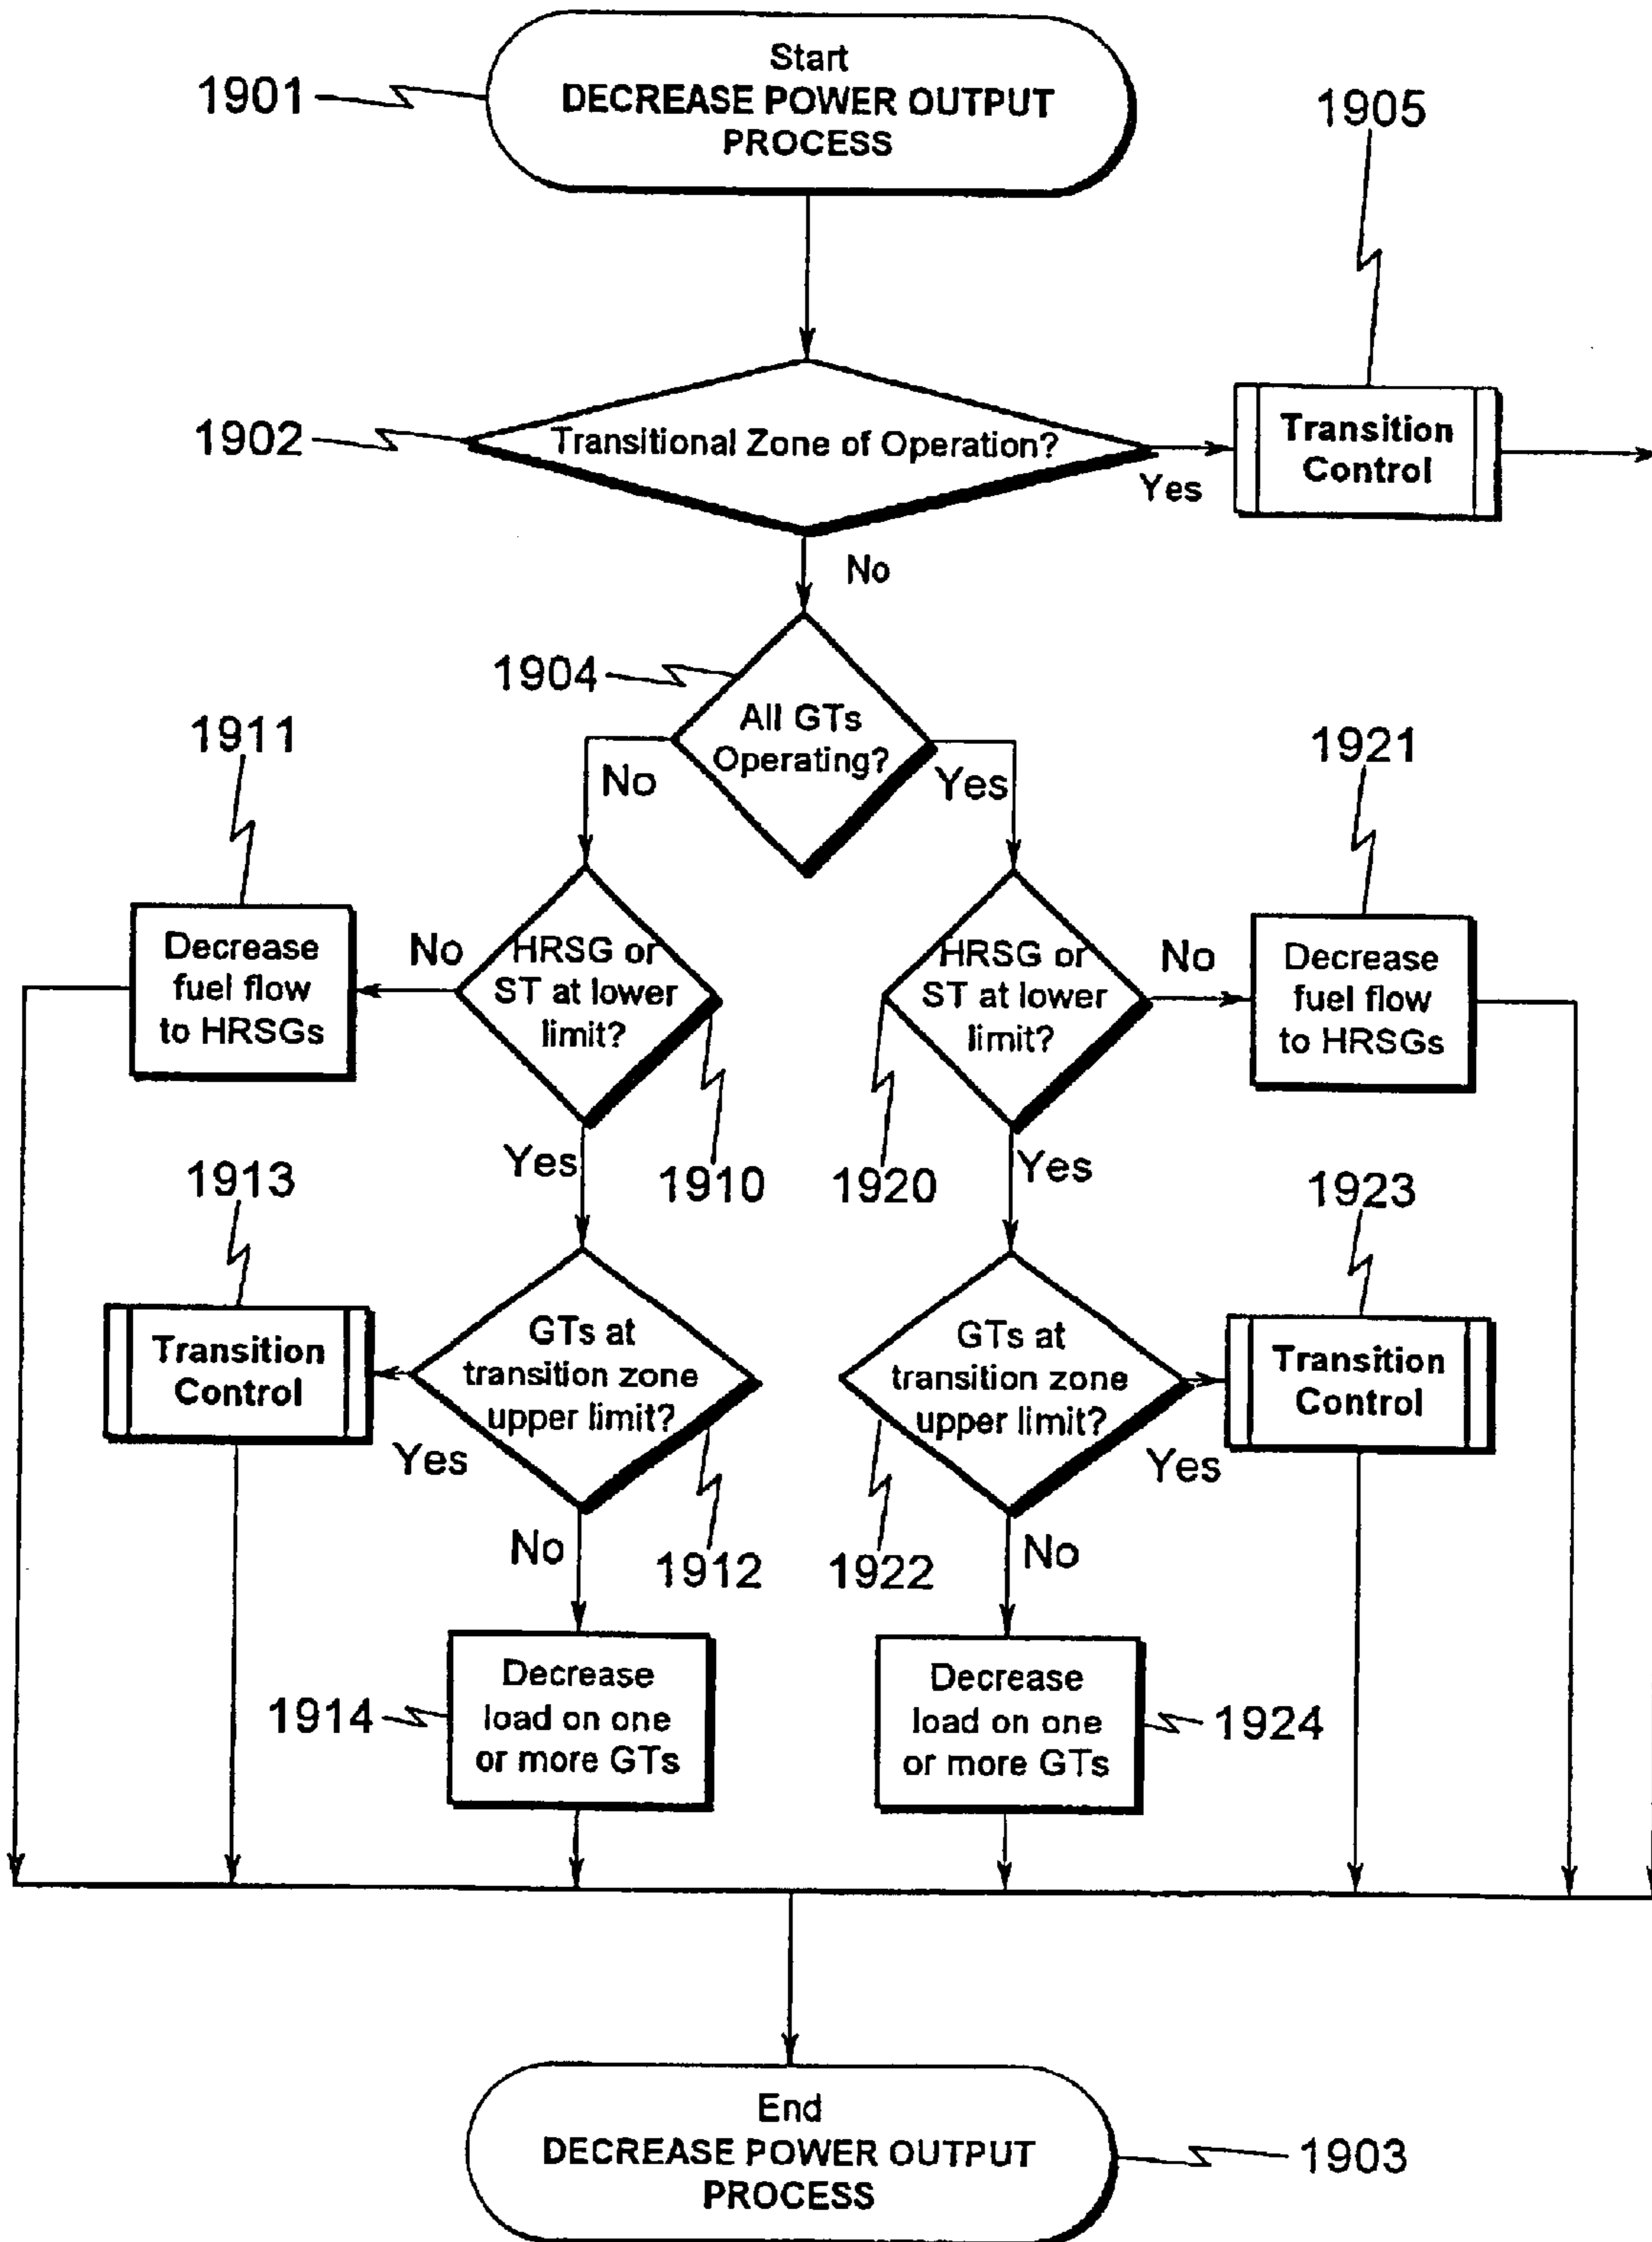 Start
DECREASE POWER OUTPUT
PROCESS
1901
1905
1902
Transitional Zone of Operation?
Yes
Transition
Control
No
1904
All GTs
Operating?
No
Yes
1911
1921
Decrease
fuel flow
to HRSGs
No
HRSG or
ST at lower
limit?
HRSG or
ST at lower
limit?
No
Decrease
fuel flow
to HRSGs
Yes
1910
1920
Yes
1913
1923
Transition
Control
Yes
GTs at
transition zone
upper limit?
GTs at
transition zone
upper limit?
Yes
Transition
Control
No
1912
1922
No
1914
Decrease
load on one
or more GTs
Decrease
load on one
or more GTs
1924
End
DECREASE POWER OUTPUT
PROCESS
1903